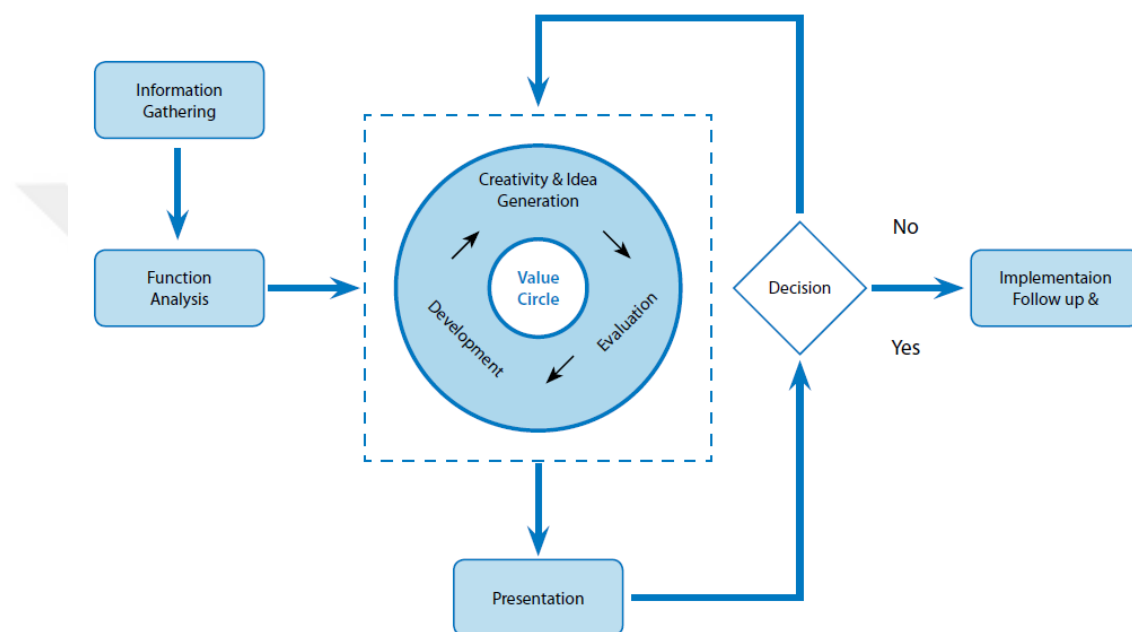 Information
Gathering
Function
Analysis
Creativity & Idea
Generation
Value
Circle
Evaluation
Development
Presentation
Decision
No
Yes
Implementaion
Follow up &